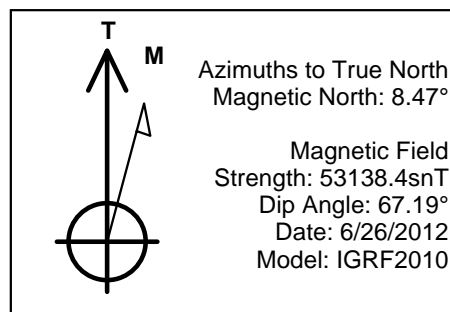 T
M
Azimuths to True North
Magnetic North: 8.47°
Magnetic Field
Strength: 53138.4snT
Dip Angle: 67.19°
Date: 6/26/2012
Model: IGRF2010